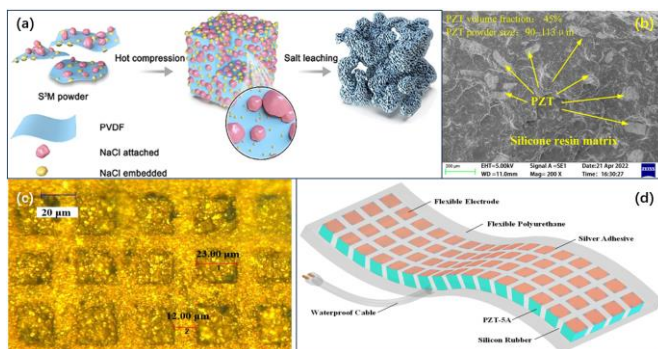 (a)
Hot compression
Salt leaching
S³M powder
PVDF
NaCl attached
NaCl embedded
PZT volume fraction: 45%
PZT powder size: 90~113 μm
(b)
PZT
Silicone resin matrix
EHT=5.00kV
Signal A =SE1
Date:21 Apr 2022
WD =11.0mm
Mag= 200 X
Time: 16:30:27
(c)
20 μm
23.00 μm
12.00 μm
(d)
Flexible Electrode
Flexible Polyurethane
Silver Adhesive
Waterproof Cable
PZT-5A
Silicon Rubber